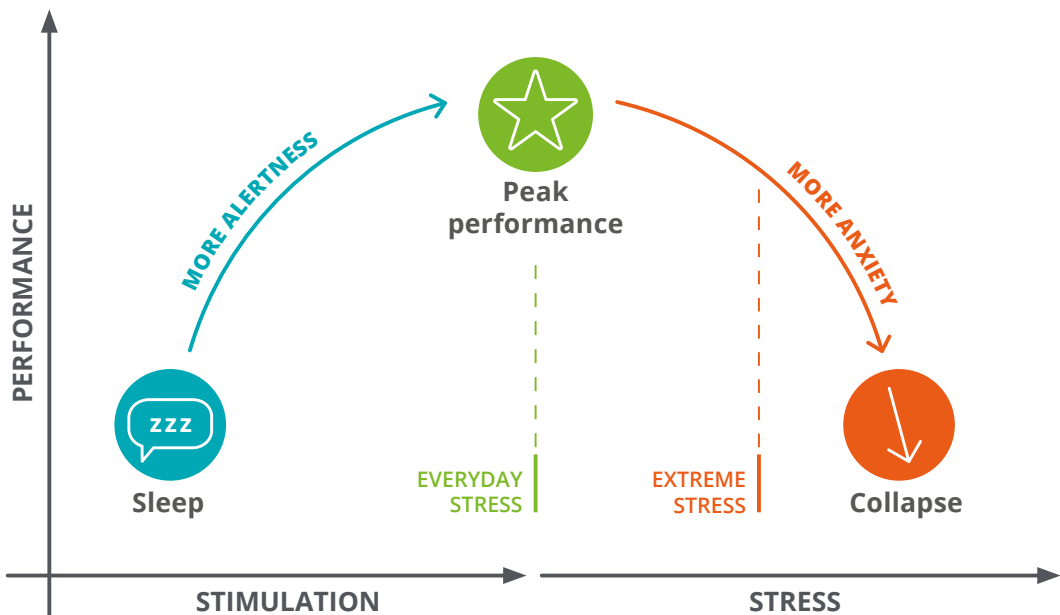 PERFORMANCE
MORE ALERTNESS
Peak
performance
MORE ANXIETY
zzz
Sleep
EVERYDAY
STRESS
EXTREME
STRESS
Collapse
STIMULATION
STRESS